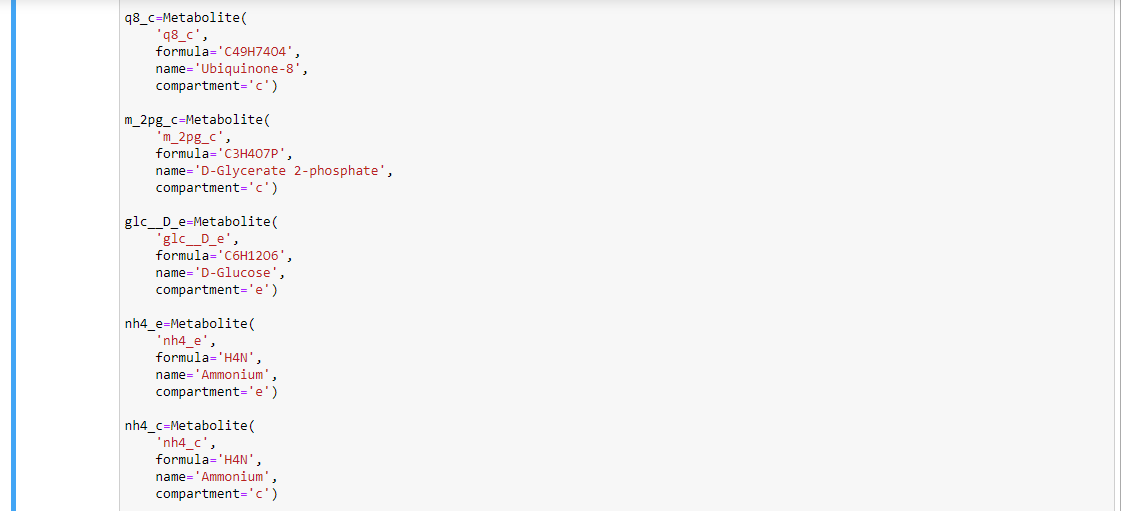 q8_c=Metabolite(
'q8_c',
formula='C49H74O4',
name='Ubiquinone-8',
compartment='c')
m_2pg_c=Metabolite(
'm_2pg_c',
formula='C3H4O7P',
name='D-Glycerate 2-phosphate',
compartment='c')
glc__D_e=Metabolite(
'glc__D_e',
formula='C6H12O6',
name='D-Glucose',
compartment='e')
nh4_e=Metabolite(
'nh4_e',
formula='H4N',
name='Ammonium',
compartment='e')
nh4_c=Metabolite(
'nh4_c',
formula='H4N',
name='Ammonium',
compartment='c')